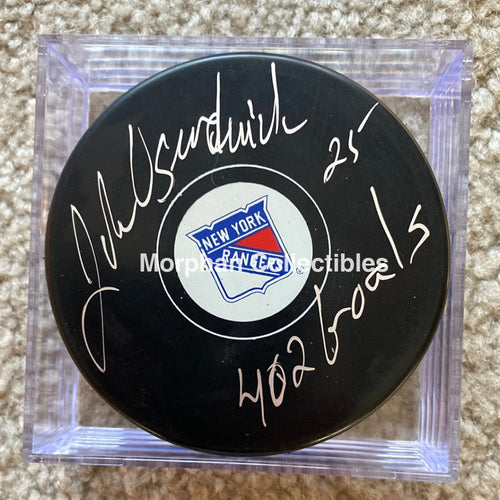 John Ogrodnick
25
NEW YORK
RANGERS
Morphan Collectibles
402 Goals